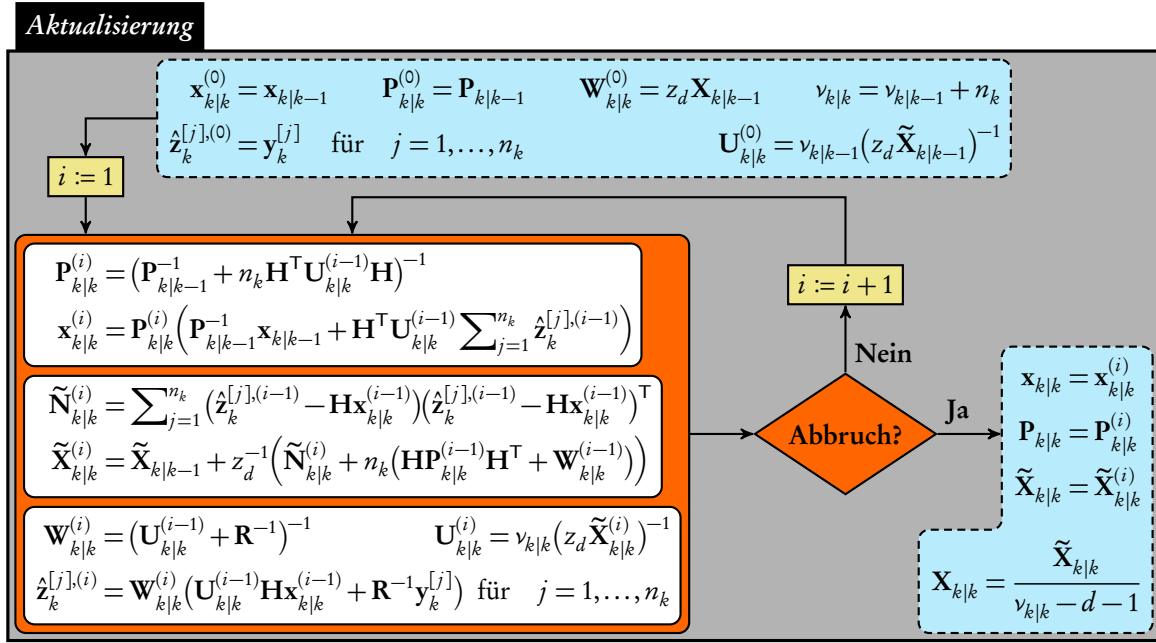 Aktualisierung
𝐱_{k|k}^{(0)} = 𝐱_{k|k−1}  𝐏_{k|k}^{(0)} = 𝐏_{k|k−1}  𝐖_{k|k}^{(0)} = z_d 𝐗_{k|k−1}  ν_{k|k} = ν_{k|k−1} + n_k
ẑ_k^{[j],(0)} = 𝐲_k^{[j]} für j = 1,…,n_k  𝐔_{k|k}^{(0)} = ν_{k|k−1}(z_d 𝐗̃_{k|k−1})^{−1}
i := 1
𝐏_{k|k}^{(i)} = (𝐏_{k|k−1}^{−1} + n_k 𝐇^⊤ 𝐔_{k|k}^{(i−1)} 𝐇)^{−1}
𝐱_{k|k}^{(i)} = 𝐏_{k|k}^{(i)}(𝐏_{k|k−1}^{−1} 𝐱_{k|k−1} + 𝐇^⊤ 𝐔_{k|k}^{(i−1)} ∑_{j=1}^{n_k} ẑ_k^{[j],(i−1)})
𝐍̃_{k|k}^{(i)} = ∑_{j=1}^{n_k} (ẑ_k^{[j],(i−1)} − 𝐇𝐱_{k|k}^{(i−1)})(ẑ_k^{[j],(i−1)} − 𝐇𝐱_{k|k}^{(i−1)})^⊤
𝐗̃_{k|k}^{(i)} = 𝐗̃_{k|k−1} + z_d^{−1}(𝐍̃_{k|k}^{(i)} + n_k(𝐇𝐏_{k|k}^{(i−1)}𝐇^⊤ + 𝐖_{k|k}^{(i−1)}))
𝐖_{k|k}^{(i)} = (𝐔_{k|k}^{(i−1)} + 𝐑^{−1})^{−1}  𝐔_{k|k}^{(i)} = ν_{k|k}(z_d 𝐗̃_{k|k}^{(i)})^{−1}
ẑ_k^{[j],(i)} = 𝐖_{k|k}^{(i)}(𝐔_{k|k}^{(i−1)} 𝐇𝐱_{k|k}^{(i−1)} + 𝐑^{−1}𝐲_k^{[j]}) für j = 1,…,n_k
i := i + 1
Nein
Abbruch?
Ja
𝐱_{k|k} = 𝐱_{k|k}^{(i)}
𝐏_{k|k} = 𝐏_{k|k}^{(i)}
𝐗̃_{k|k} = 𝐗̃_{k|k}^{(i)}
𝐗_{k|k} = 𝐗̃_{k|k} / (ν_{k|k} − d − 1)